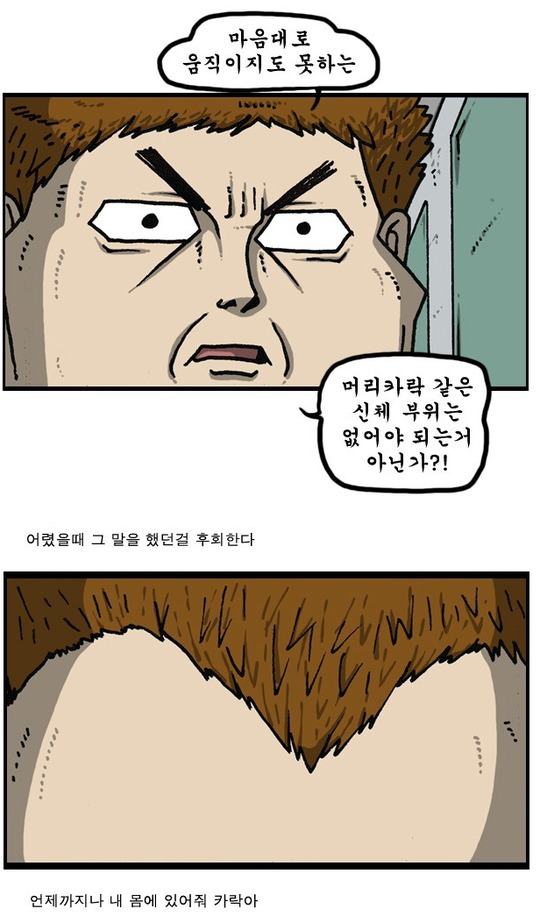 마음대로
움직이지도 못하는
머리카락 같은
신체 부위는
없어야 되는거
아닌가?!
어렸을때 그 말을 했던걸 후회한다
언제까지나 내 몸에 있어줘 카락아